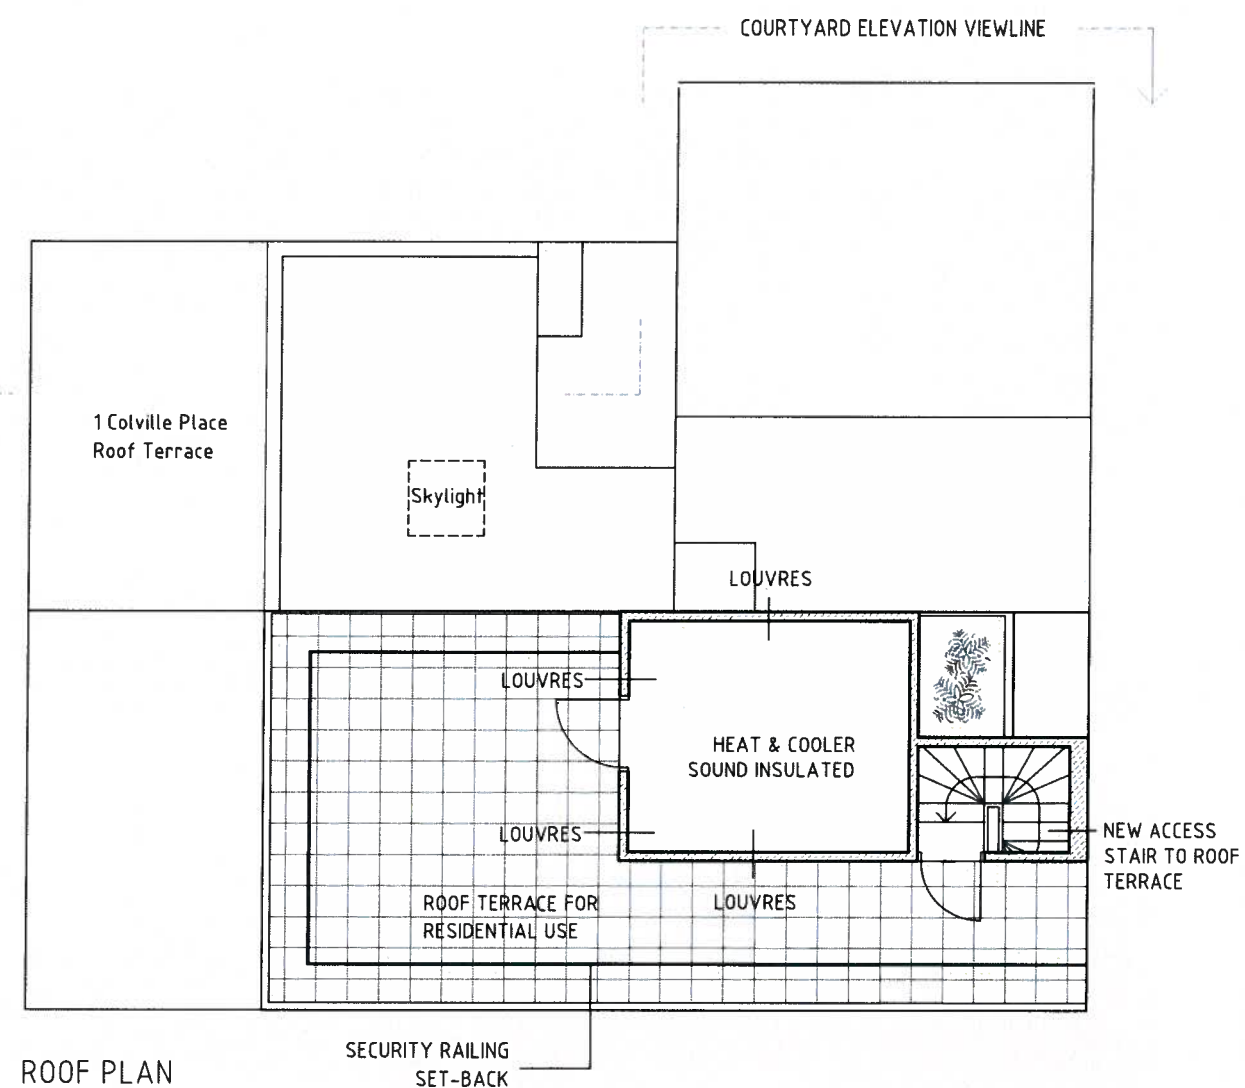 COURTYARD ELEVATION VIEWLINE
1 Colville Place
Roof Terrace
Skylight
LOUVRES
LOUVRES
HEAT & COOLER
SOUND INSULATED
LOUVRES
NEW ACCESS
STAIR TO ROOF
TERRACE
ROOF TERRACE FOR
RESIDENTIAL USE
LOUVRES
SECURITY RAILING
SET-BACK
ROOF PLAN